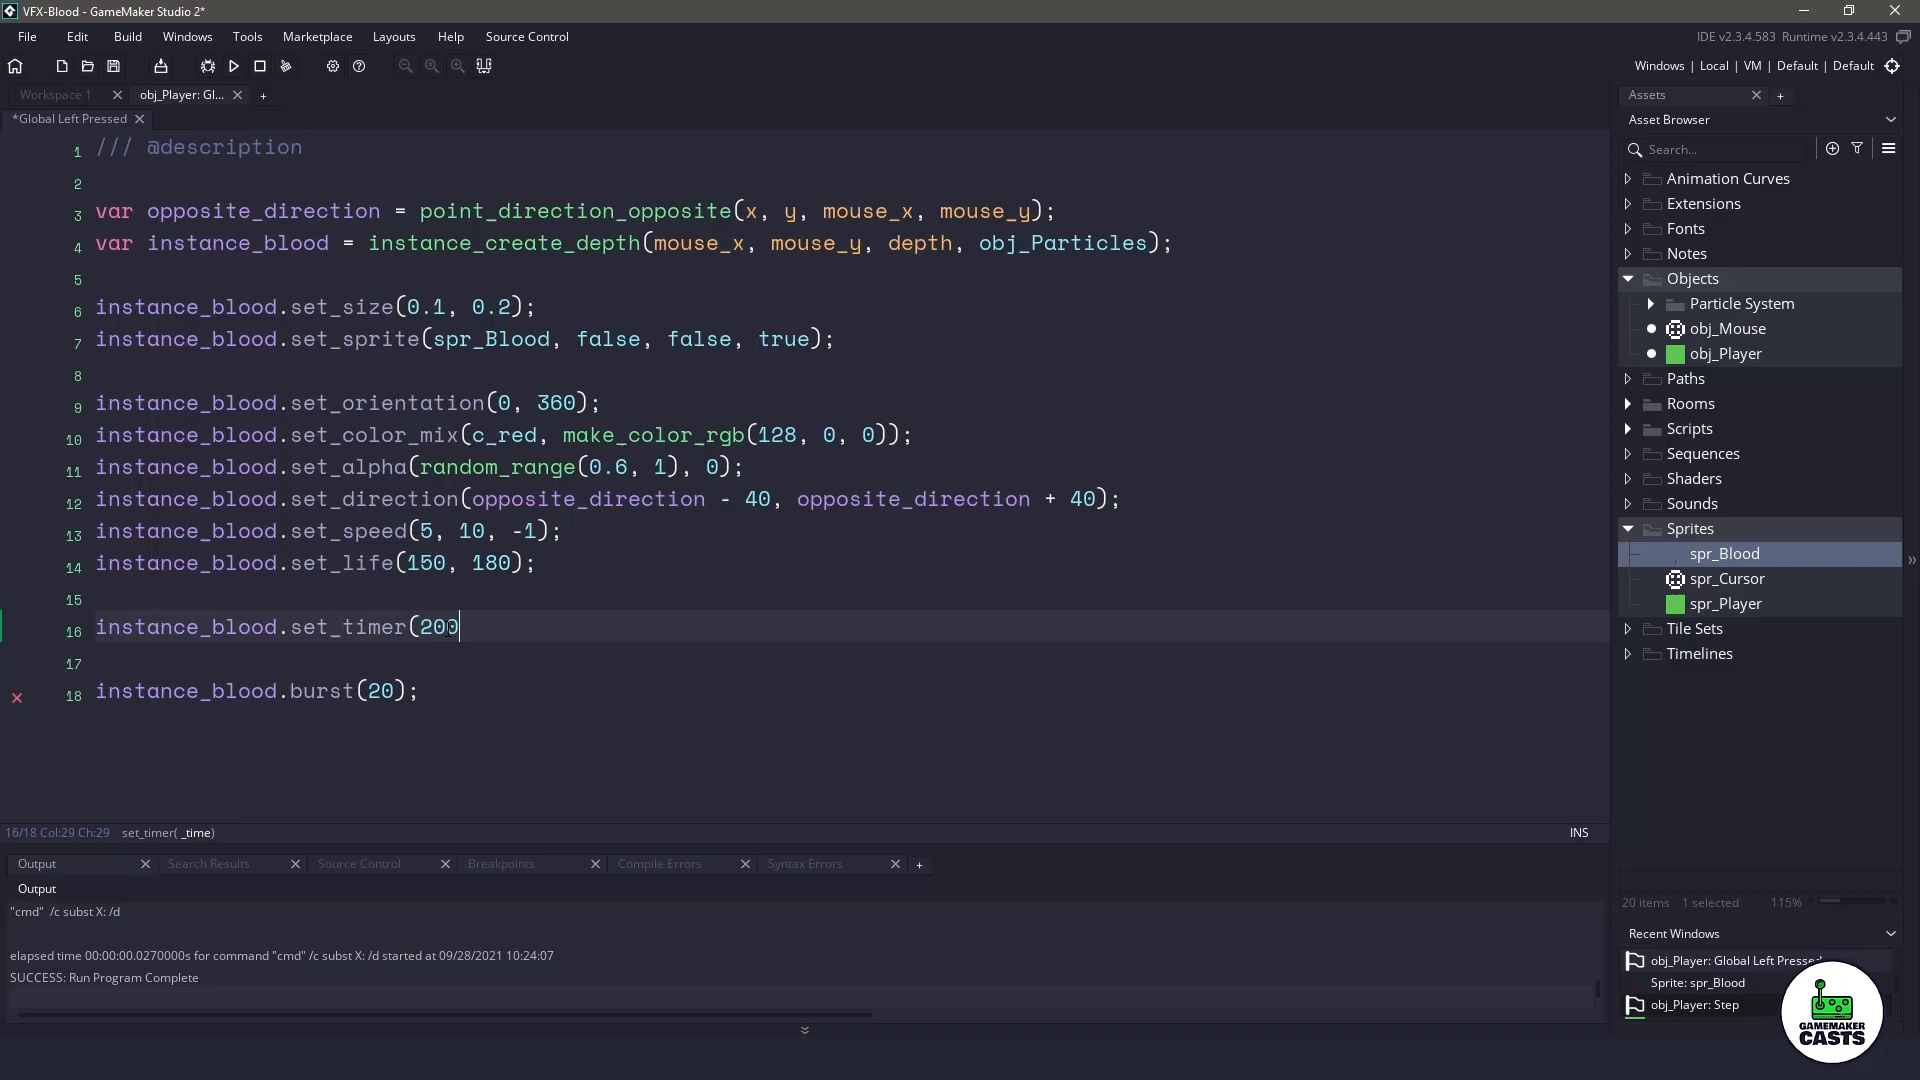 VFX-Blood - GameMaker Studio 2*
File Edit Build Windows Tools Marketplace Layouts Help Source Control
IDE v2.3.4.583 Runtime v2.3.4.443
Windows | Local | VM | Default | Default
Workspace 1
obj_Player: Gl...
*Global Left Pressed
1 /// @description
2
3 var opposite_direction = point_direction_opposite(x, y, mouse_x, mouse_y);
4 var instance_blood = instance_create_depth(mouse_x, mouse_y, depth, obj_Particles);
5
6 instance_blood.set_size(0.1, 0.2);
7 instance_blood.set_sprite(spr_Blood, false, false, true);
8
9 instance_blood.set_orientation(0, 360);
10 instance_blood.set_color_mix(c_red, make_color_rgb(128, 0, 0));
11 instance_blood.set_alpha(random_range(0.6, 1), 0);
12 instance_blood.set_direction(opposite_direction - 40, opposite_direction + 40);
13 instance_blood.set_speed(5, 10, -1);
14 instance_blood.set_life(150, 180);
15
16 instance_blood.set_timer(200
17
18 instance_blood.burst(20);
16/18 Col:29 Ch:29 set_timer( _time)
INS
Output Search Results Source Control Breakpoints Compile Errors Syntax Errors
Output
"cmd" /c subst X: /d
elapsed time 00:00:00.0270000s for command "cmd" /c subst X: /d started at 09/28/2021 10:24:07
SUCCESS: Run Program Complete
Assets
Asset Browser
Search...
Animation Curves
Extensions
Fonts
Notes
Objects
Particle System
obj_Mouse
obj_Player
Paths
Rooms
Scripts
Sequences
Shaders
Sounds
Sprites
spr_Blood
spr_Cursor
spr_Player
Tile Sets
Timelines
20 items 1 selected 115%
Recent Windows
obj_Player: Global Left Pressed
Sprite: spr_Blood
obj_Player: Step
GAMEMAKER
CASTS